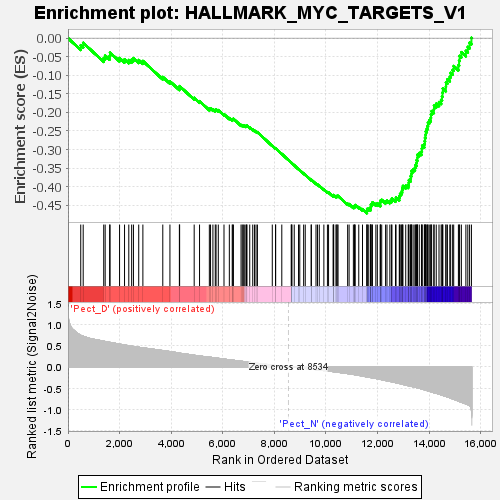 Enrichment plot: HALLMARK_MYC_TARGETS_V1
Enrichment score (ES)
0.00
-0.05
-0.10
-0.15
-0.20
-0.25
-0.30
-0.35
-0.40
-0.45
Ranked list metric (Signal2Noise)
1.5
1.0
0.5
0.0
-0.5
-1.0
-1.5
'Pect_D' (positively correlated)
Zero cross at 8534
'Pect_N' (negatively correlated)
0 2,000 4,000 6,000 8,000 10,000 12,000 14,000 16,000
Rank in Ordered Dataset
Enrichment profile Hits Ranking metric scores